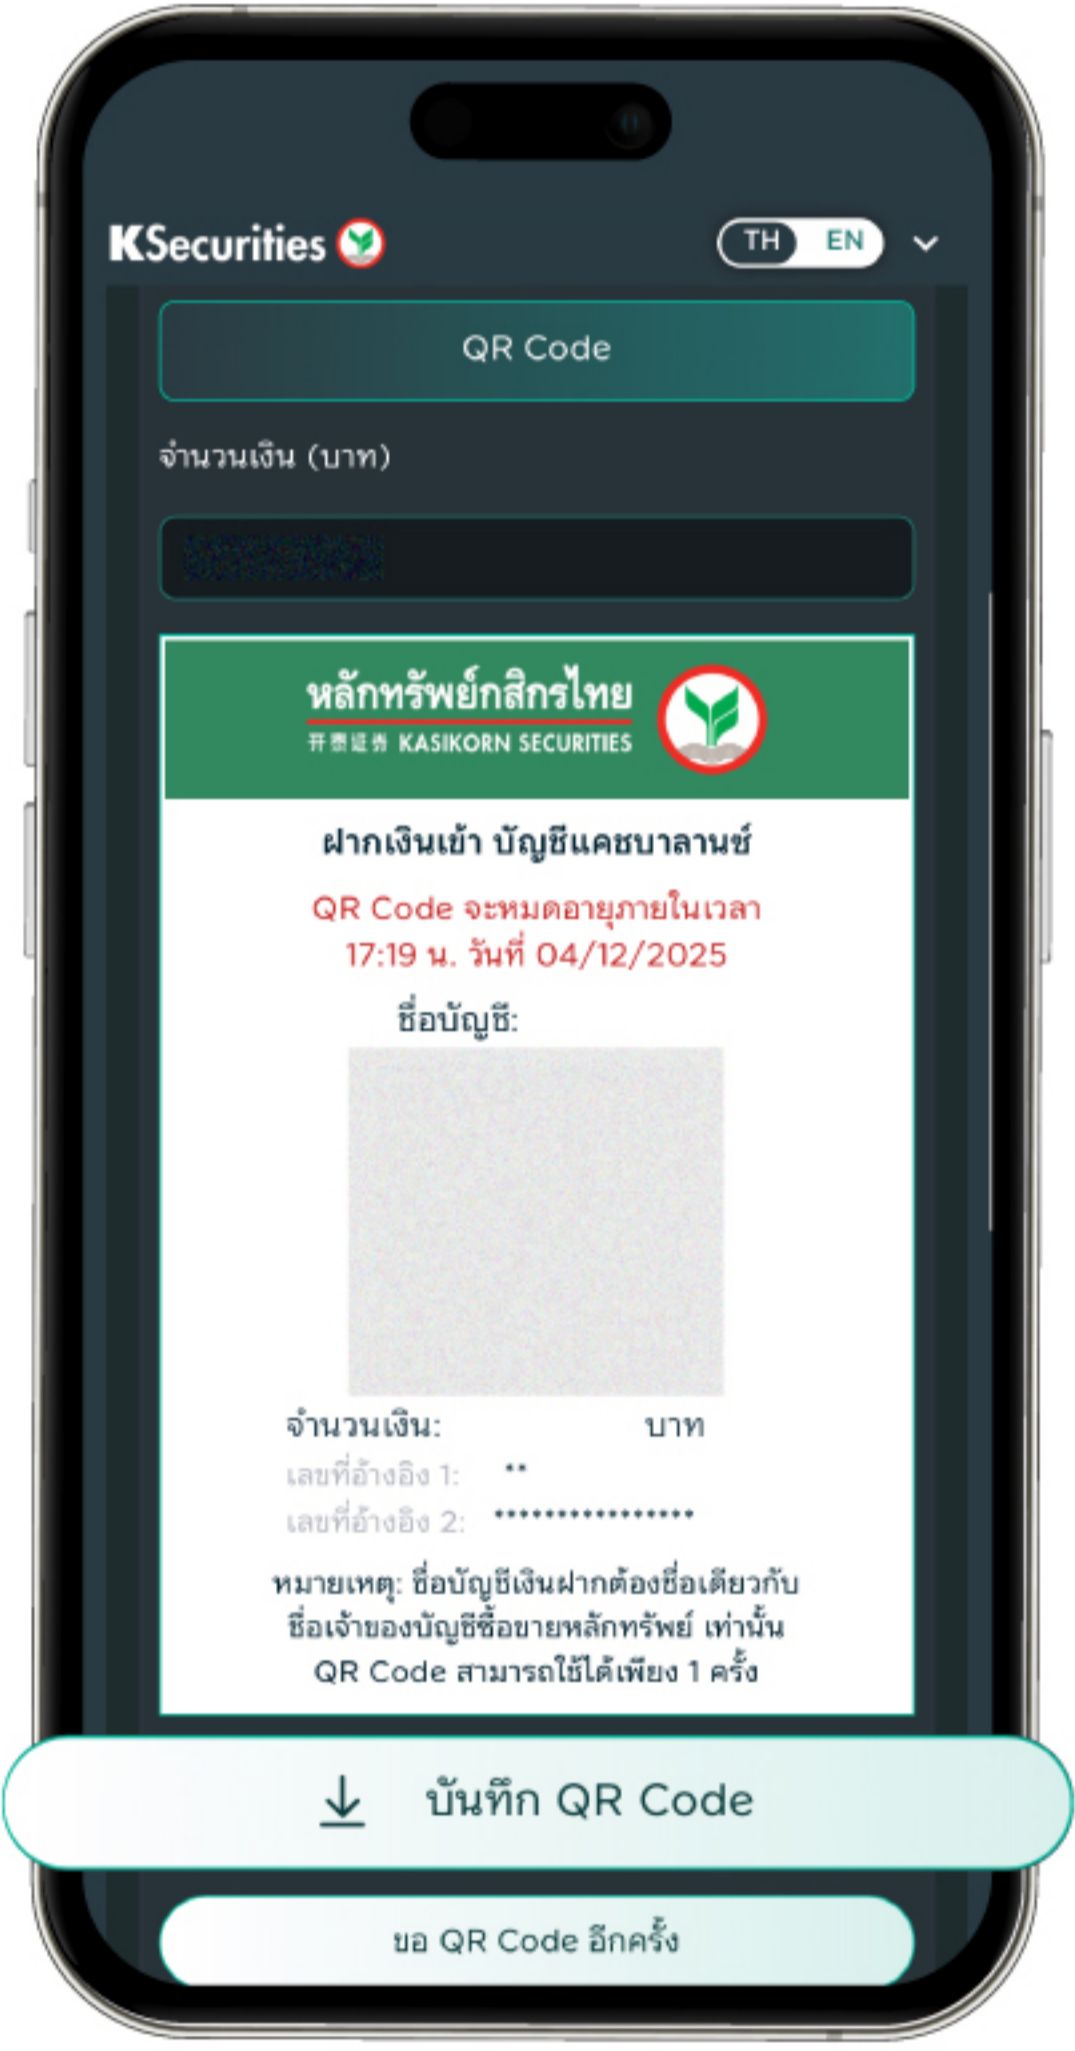 KSecurities
TH EN
QR Code
จำนวนเงิน (บาท)
หลักทรัพย์กสิกรไทย
开泰证券 KASIKORN SECURITIES
ฝากเงินเข้า บัญชีแคชบาลานซ์
QR Code จะหมดอายุภายในเวลา
17:19 น. วันที่ 04/12/2025
ชื่อบัญชี:
จำนวนเงิน: บาท
เลขที่อ้างอิง 1: **
เลขที่อ้างอิง 2: ****************
หมายเหตุ: ชื่อบัญชีเงินฝากต้องชื่อเดียวกับ
ชื่อเจ้าของบัญชีซื้อขายหลักทรัพย์ เท่านั้น
QR Code สามารถใช้ได้เพียง 1 ครั้ง
บันทึก QR Code
ขอ QR Code อีกครั้ง